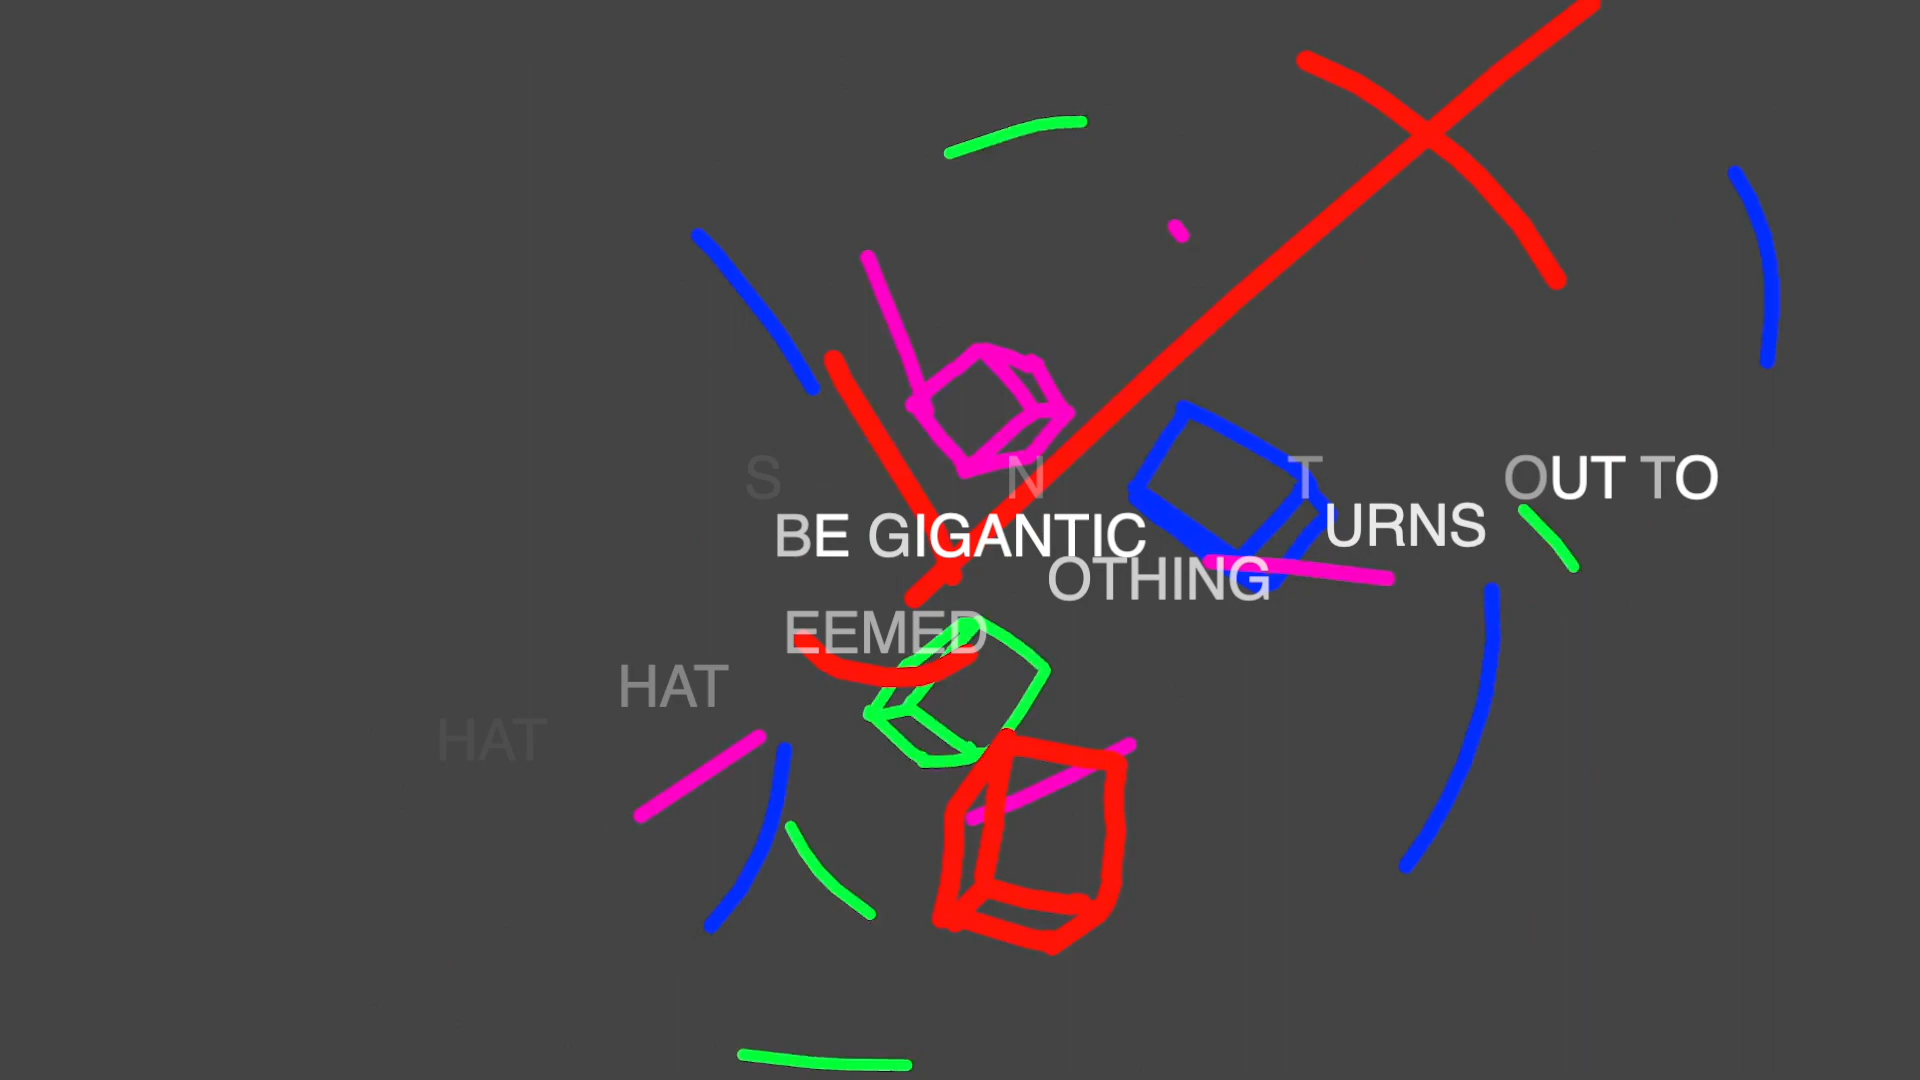 S N T OUT TO
URNS
BE GIGANTIC
OTHING
EEMED
HAT
HAT